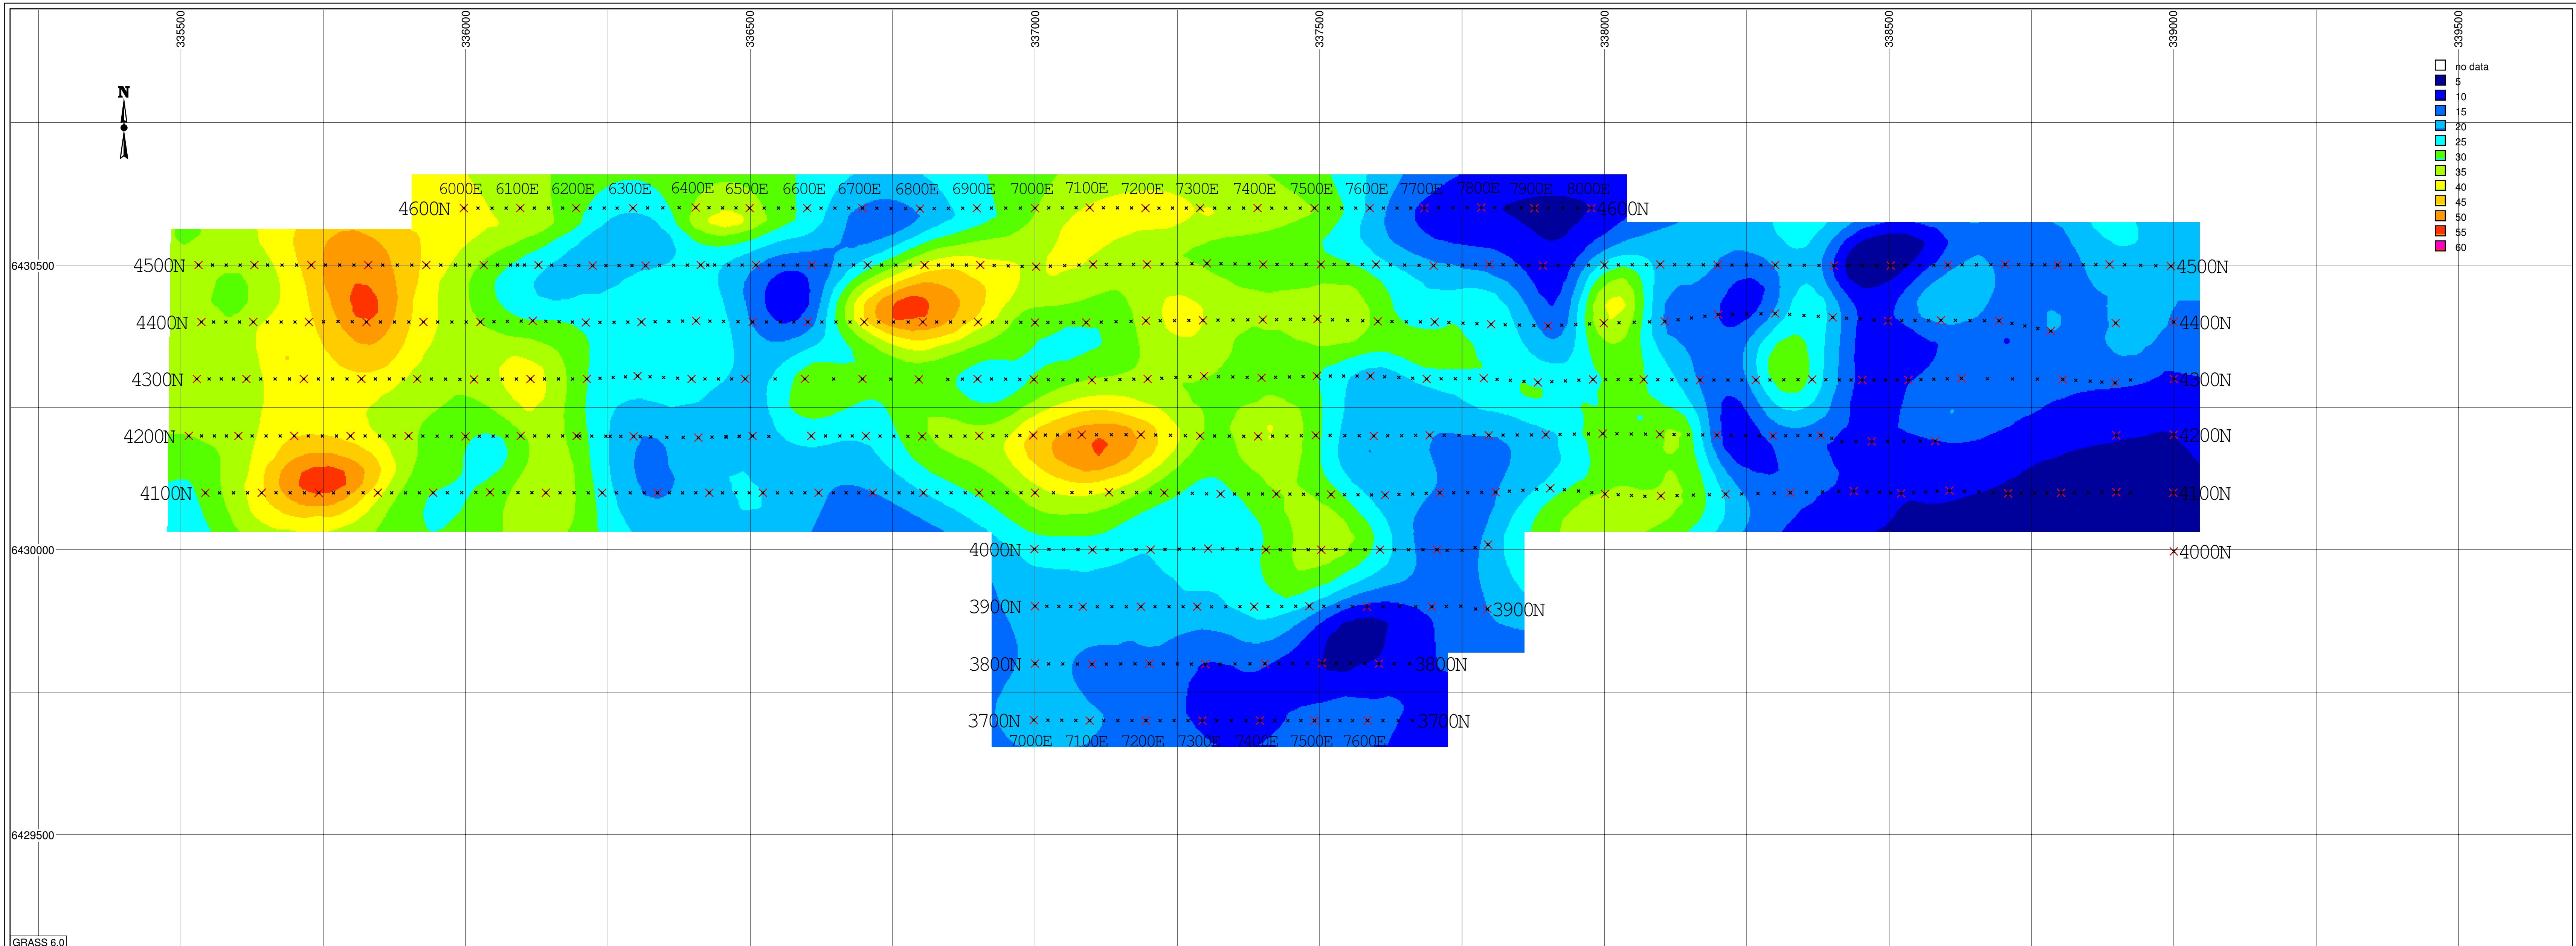 335500 336000 336500 337000 337500 338000 338500 339000 339500
no data
5
10
15
20
25
30
35
40
45
50
55
60
N
6000E 6100E 6200E 6300E 6400E 6500E 6600E 6700E 6800E 6900E 7000E 7100E 7200E 7300E 7400E 7500E 7600E 7700E 7800E 7900E 8000E
4600N 4600N
6430500 4500N 4500N
4400N 4400N
4300N 4300N
4200N 4200N
4100N 4100N
6430000 4000N 4000N
3900N 3900N
3800N 3800N
3700N 3700N
7000E 7100E 7200E 7300E 7400E 7500E 7600E
6429500
GRASS 6.0